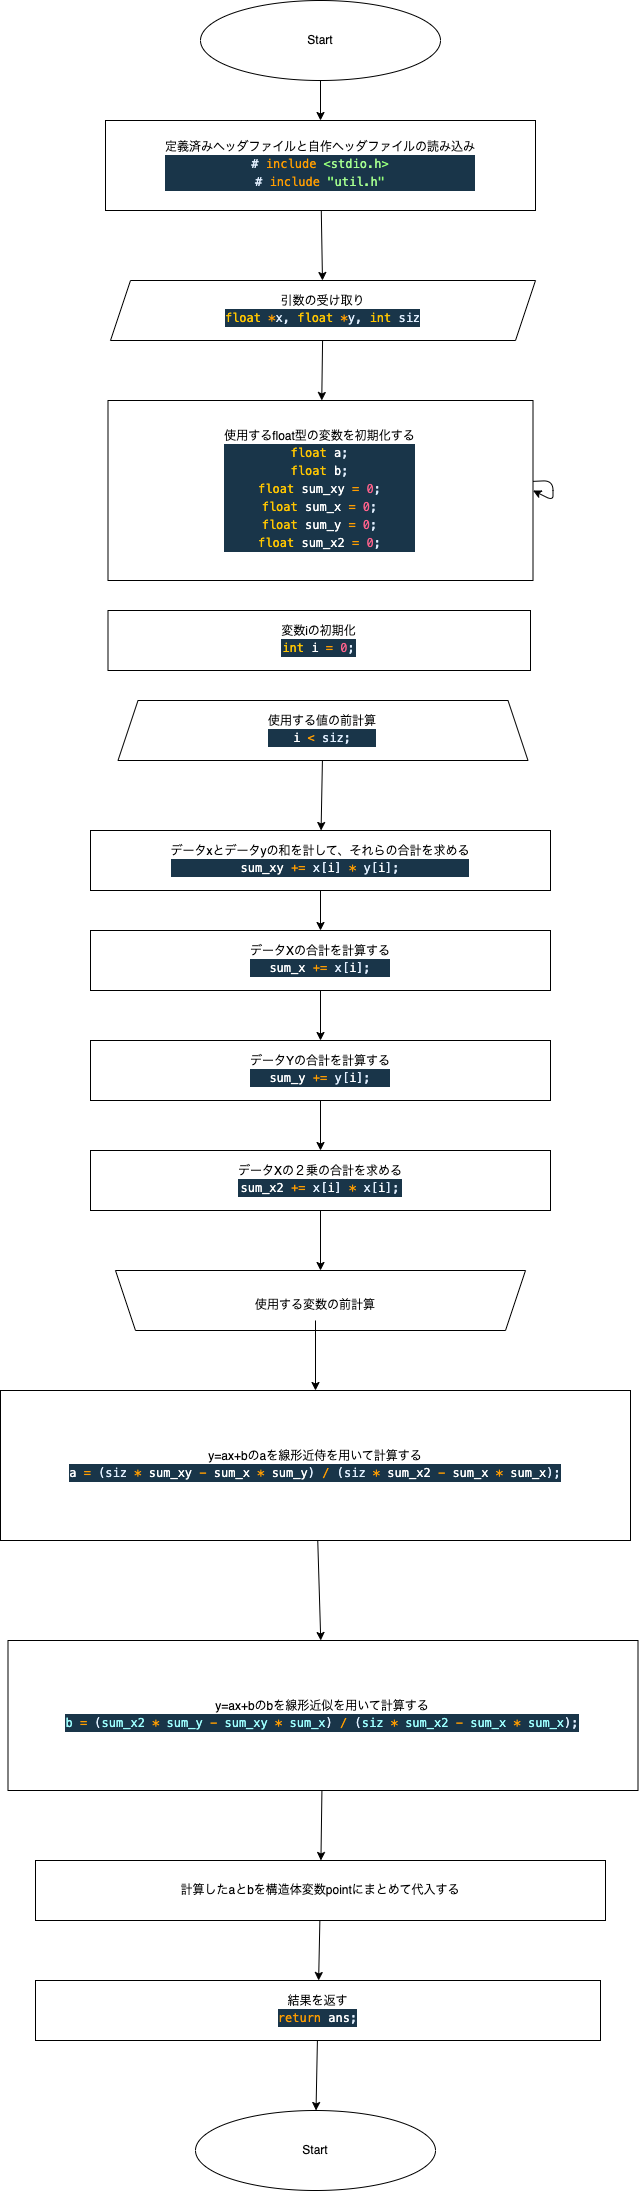 Start
定義済みヘッダファイルと自作ヘッダファイルの読み込み
# include <stdio.h>
# include "util.h"
引数の受け取り
float *x, float *y, int siz
使用するfloat型の変数を初期化する
float a;
float b;
float sum_xy = 0;
float sum_x = 0;
float sum_y = 0;
float sum_x2 = 0;
変数iの初期化
int i = 0;
使用する値の前計算
i < siz;
データxとデータyの和を計して、それらの合計を求める
sum_xy += x[i] * y[i];
データXの合計を計算する
sum_x += x[i];
データYの合計を計算する
sum_y += y[i];
データXの２乗の合計を求める
sum_x2 += x[i] * x[i];
使用する変数の前計算
y=ax+bのaを線形近侍を用いて計算する
a = (siz * sum_xy - sum_x * sum_y) / (siz * sum_x2 - sum_x * sum_x);
y=ax+bのbを線形近似を用いて計算する
b = (sum_x2 * sum_y - sum_xy * sum_x) / (siz * sum_x2 - sum_x * sum_x);
計算したaとbを構造体変数pointにまとめて代入する
結果を返す
return ans;
Start